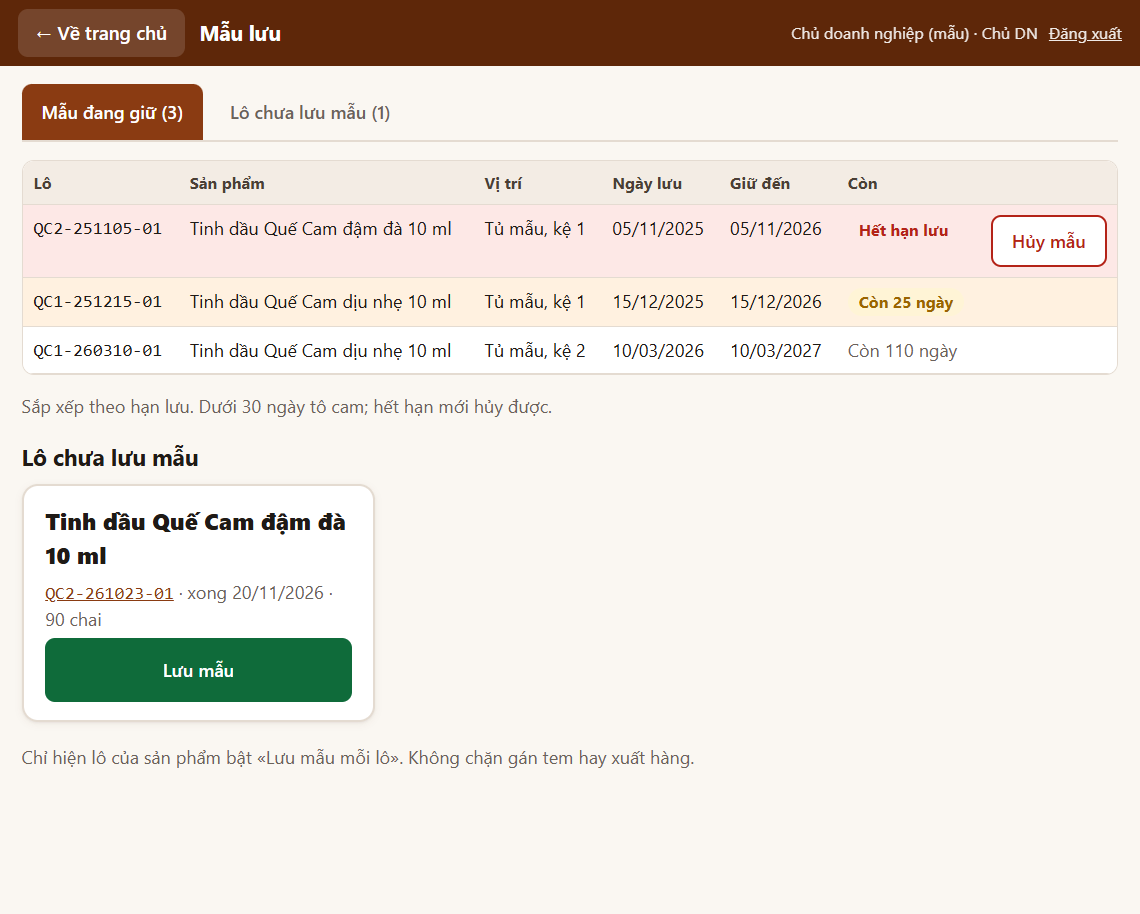 ← Về trang chủ
Mẫu lưu
Chủ doanh nghiệp (mẫu) · Chủ DN Đăng xuất
Mẫu đang giữ (3)
Lô chưa lưu mẫu (1)
Lô Sản phẩm Vị trí Ngày lưu Giữ đến Còn
QC2-251105-01 Tinh dầu Quế Cam đậm đà 10 ml Tủ mẫu, kệ 1 05/11/2025 05/11/2026 Hết hạn lưu Hủy mẫu
QC1-251215-01 Tinh dầu Quế Cam dịu nhẹ 10 ml Tủ mẫu, kệ 1 15/12/2025 15/12/2026 Còn 25 ngày
QC1-260310-01 Tinh dầu Quế Cam dịu nhẹ 10 ml Tủ mẫu, kệ 2 10/03/2026 10/03/2027 Còn 110 ngày
Sắp xếp theo hạn lưu. Dưới 30 ngày tô cam; hết hạn mới hủy được.
Lô chưa lưu mẫu
Tinh dầu Quế Cam đậm đà
10 ml
QC2-261023-01 · xong 20/11/2026 ·
90 chai
Lưu mẫu
Chỉ hiện lô của sản phẩm bật «Lưu mẫu mỗi lô». Không chặn gán tem hay xuất hàng.